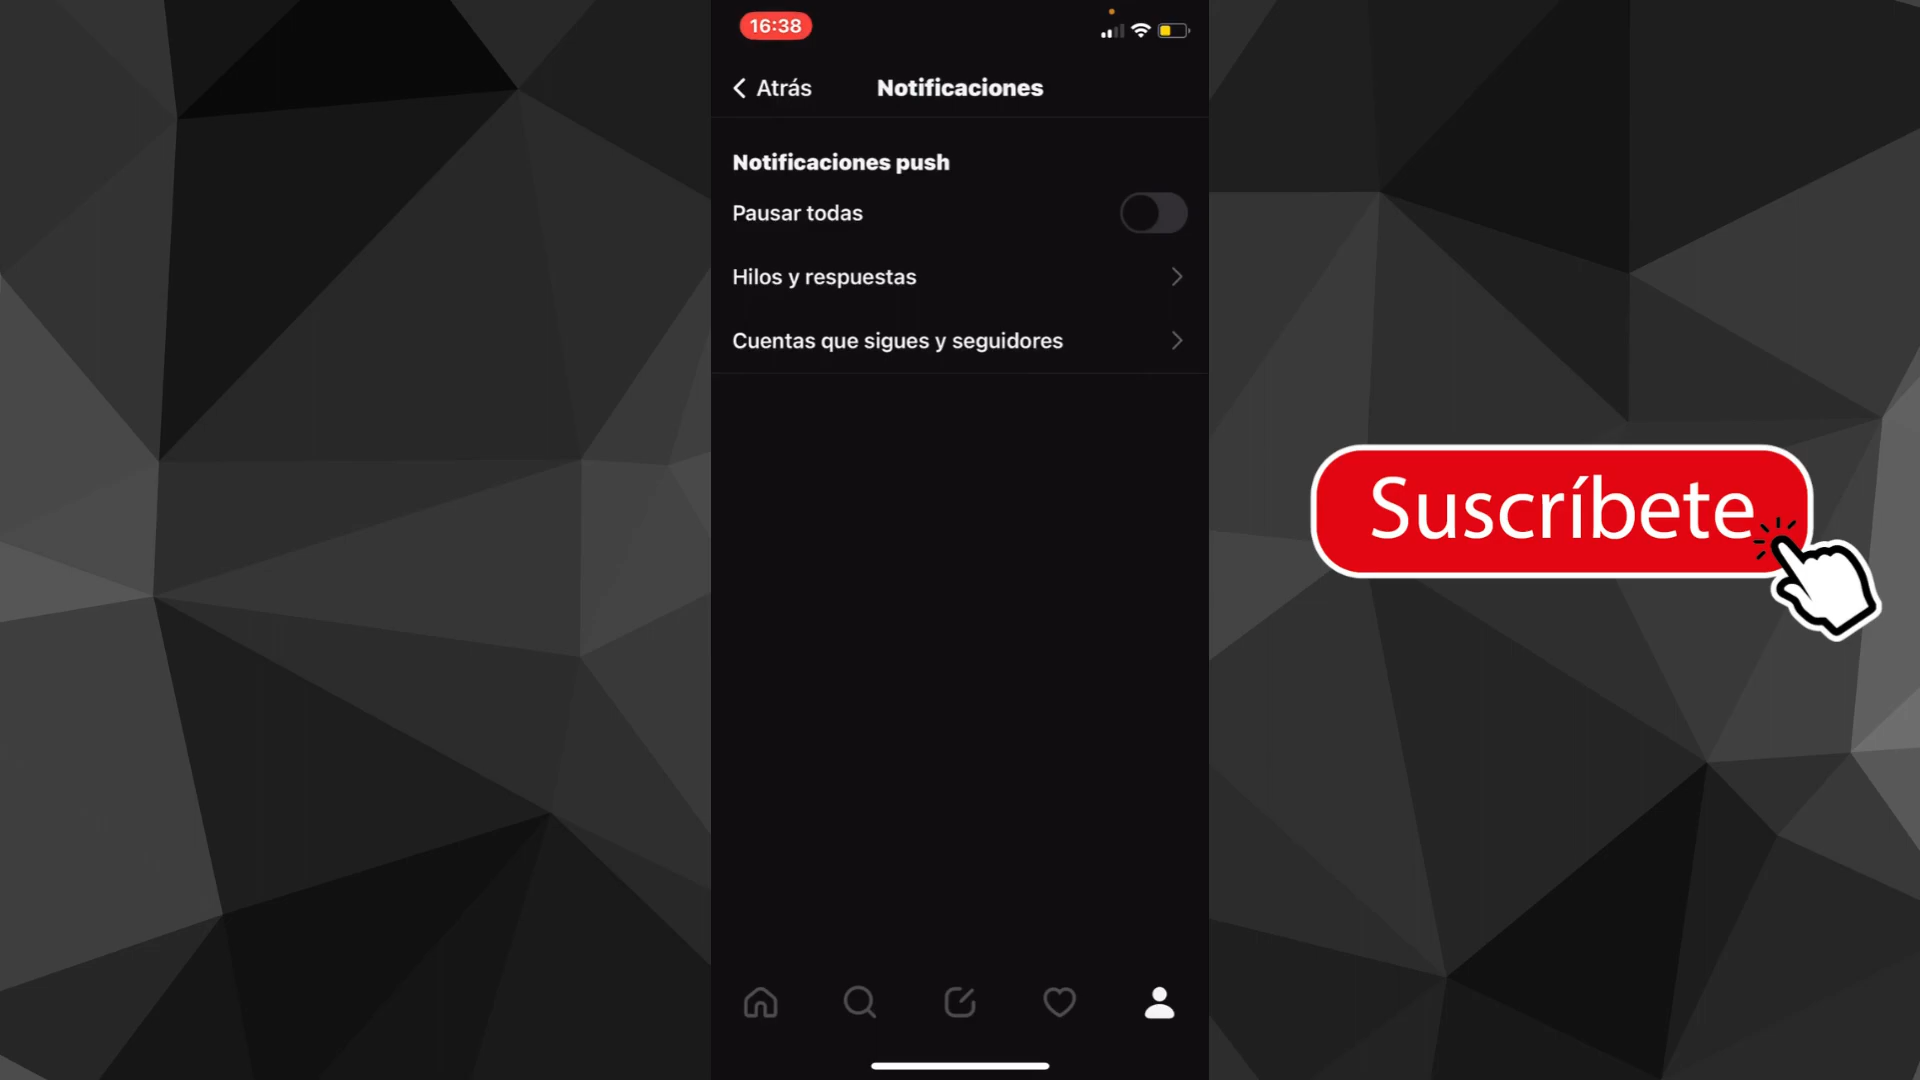 16:38
Atrás
Notificaciones
Notificaciones push
Pausar todas
Hilos y respuestas
Cuentas que sigues y seguidores
Suscríbete